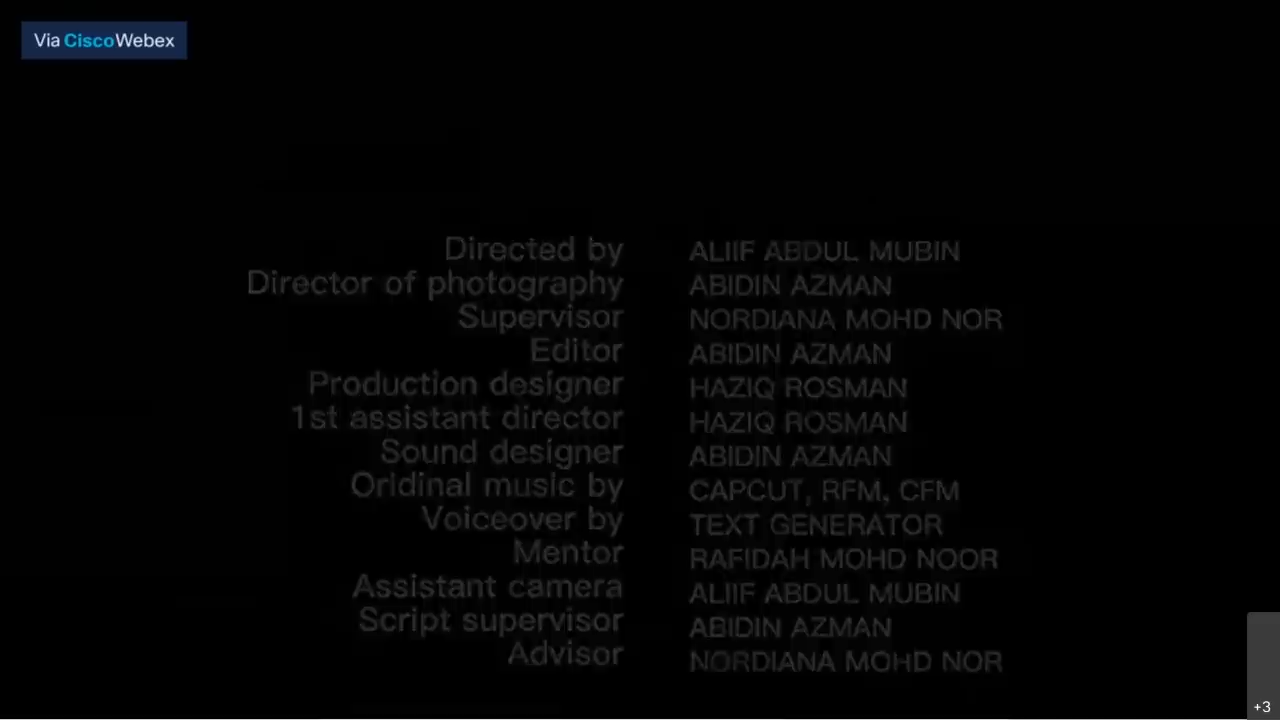 Via CiscoWebex
Directed by ALIIF ABDUL MUBIN
Director of photography ABIDIN AZMAN
Supervisor NORDIANA MOHD NOR
Editor ABIDIN AZMAN
Production designer HAZIQ ROSMAN
1st assistant director HAZIQ ROSMAN
Sound designer ABIDIN AZMAN
Oridinal music by CAPCUT, RFM, CFM
Voiceover by TEXT GENERATOR
Mentor RAFIDAH MOHD NOOR
Assistant camera ALIIF ABDUL MUBIN
Script supervisor ABIDIN AZMAN
Advisor NORDIANA MOHD NOR
+3